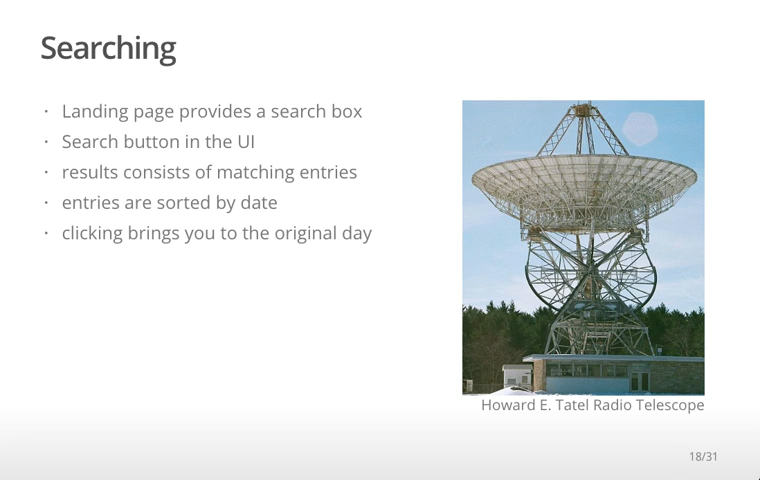 Searching
· Landing page provides a search box
· Search button in the UI
· results consists of matching entries
· entries are sorted by date
· clicking brings you to the original day
Howard E. Tatel Radio Telescope
18/31